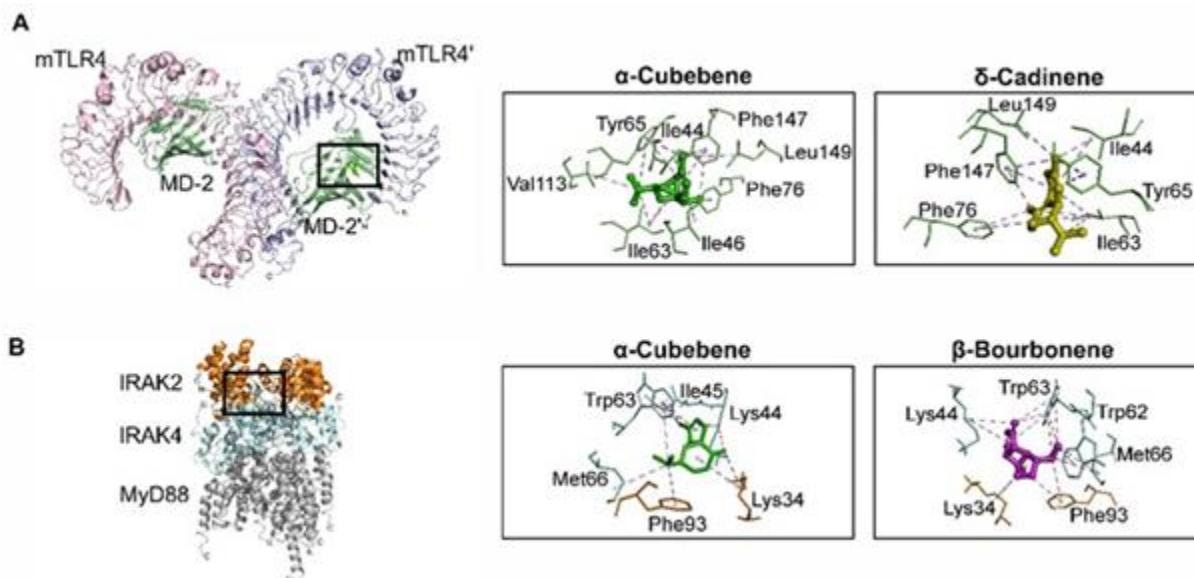 A
mTLR4
mTLR4'
MD-2
MD-2'
α-Cubebene
Tyr65
Ile44
Phe147
Leu149
Val113
Phe76
Ile63
Ile46
δ-Cadinene
Leu149
Ile44
Phe147
Tyr65
Phe76
Ile63
B
IRAK2
IRAK4
MyD88
α-Cubebene
Ile45
Trp63
Lys44
Met66
Lys34
Phe93
β-Bourbonene
Trp63
Lys44
Trp62
Met66
Lys34
Phe93